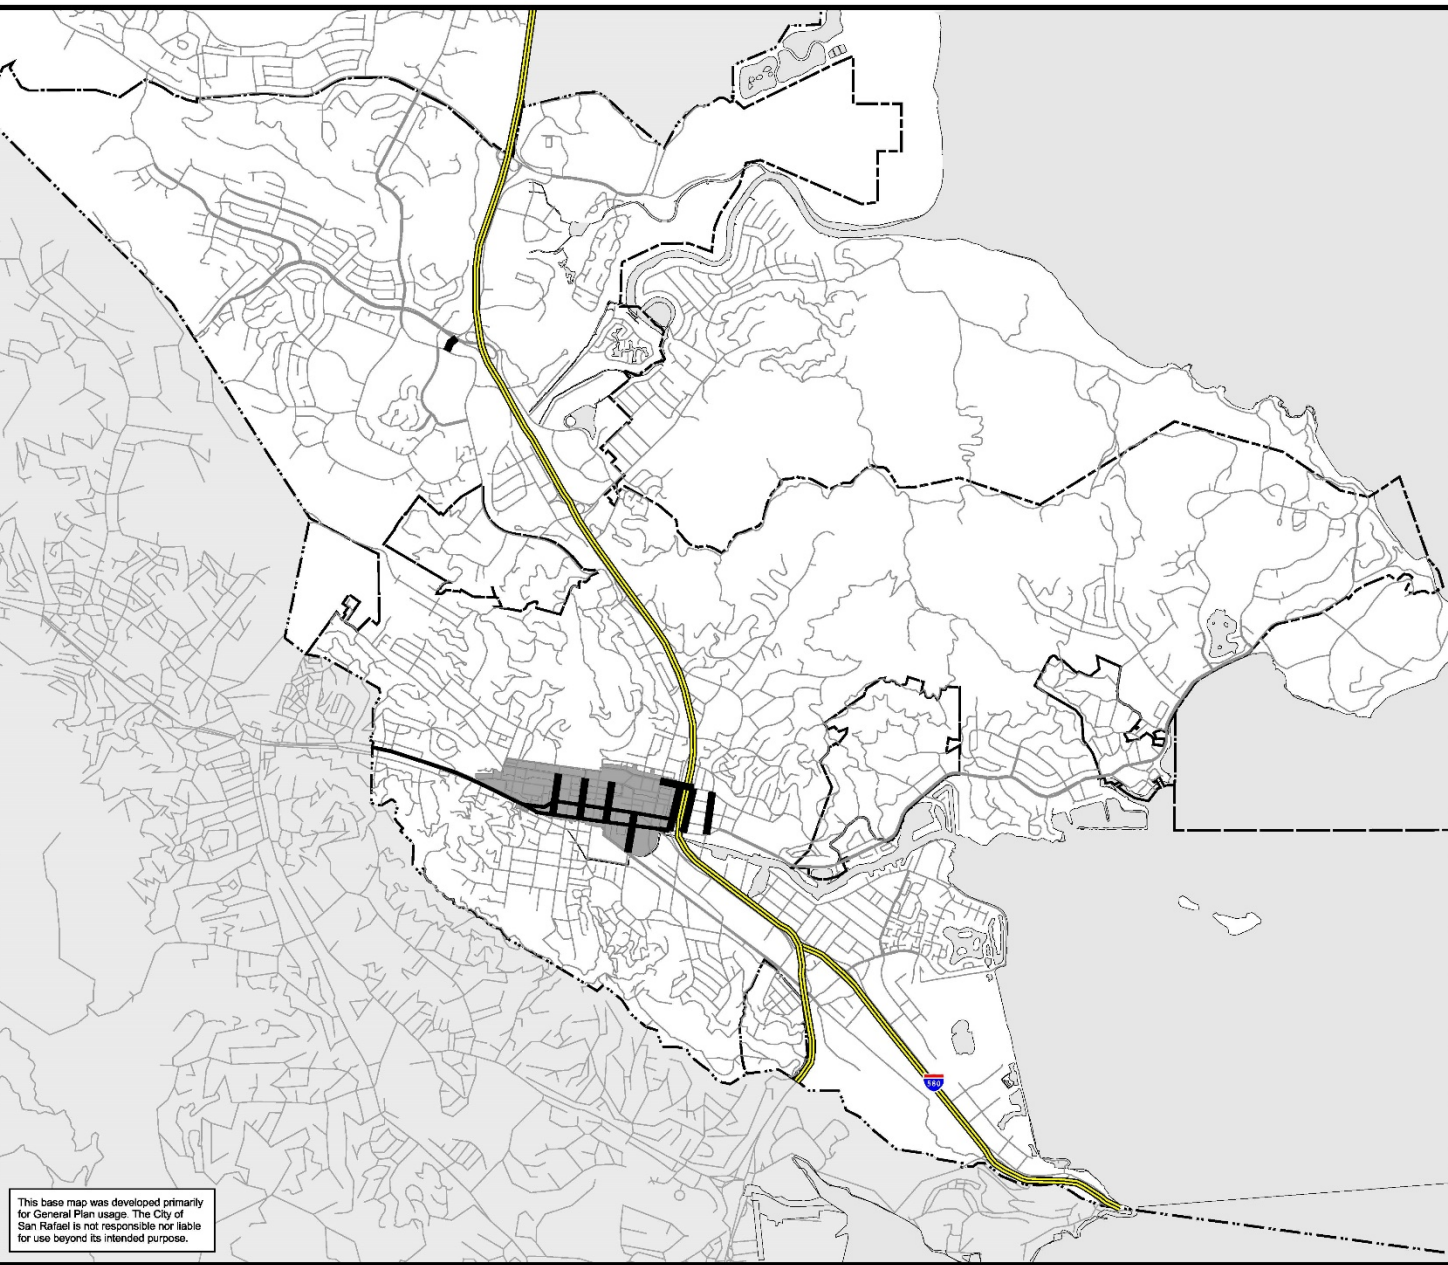 580
This base map was developed primarily
for General Plan usage. The City of
San Rafael is not responsible nor liable
for use beyond its intended purpose.